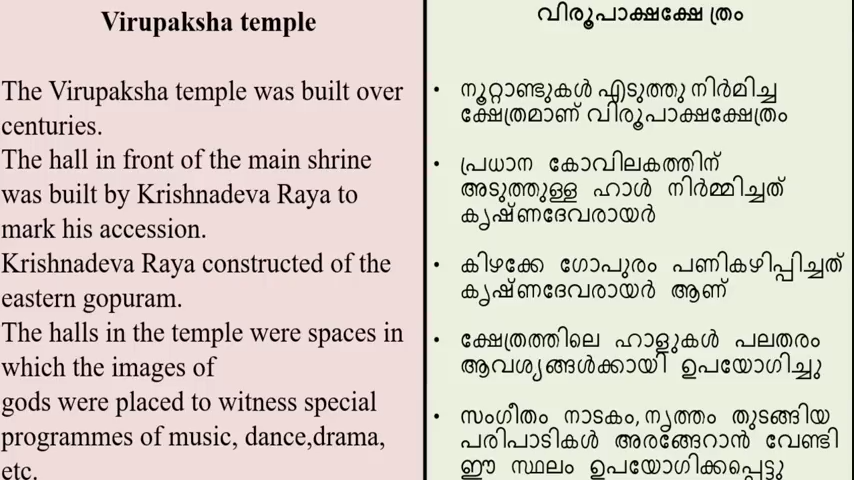 Virupaksha temple
The Virupaksha temple was built over
centuries.
The hall in front of the main shrine
was built by Krishnadeva Raya to
mark his accession.
Krishnadeva Raya constructed of the
eastern gopuram.
The halls in the temple were spaces in
which the images of
gods were placed to witness special
programmes of music, dance,drama,
etc.
വിരൂപാക്ഷക്ഷേ ത്രം
• നൂറ്റാണ്ടുകൾ എടുത്തു നിർമിച്ച
ക്ഷേത്രമാണ് വിരൂപാക്ഷക്ഷേത്രം
• പ്രധാന കോവിലകത്തിന്
അടുത്തുള്ള ഹാൾ നിർമ്മിച്ചത്
കൃഷ്ണദേവരായർ
• കിഴക്കേ ഗോപുരം പണികഴിപ്പിച്ചത്
കൃഷ്ണദേവരായർ ആണ്
• ക്ഷേത്രത്തിലെ ഹാളുകൾ പലതരം
ആവശ്യങ്ങൾക്കായി ഉപയോഗിച്ചു
• സംഗീതം നാടകം, നൃത്തം തുടങ്ങിയ
പരിപാടികൾ അരങ്ങേറാൻ വേണ്ടി
ഈ സ്ഥലം ഉപയോഗിക്കപ്പെട്ടു